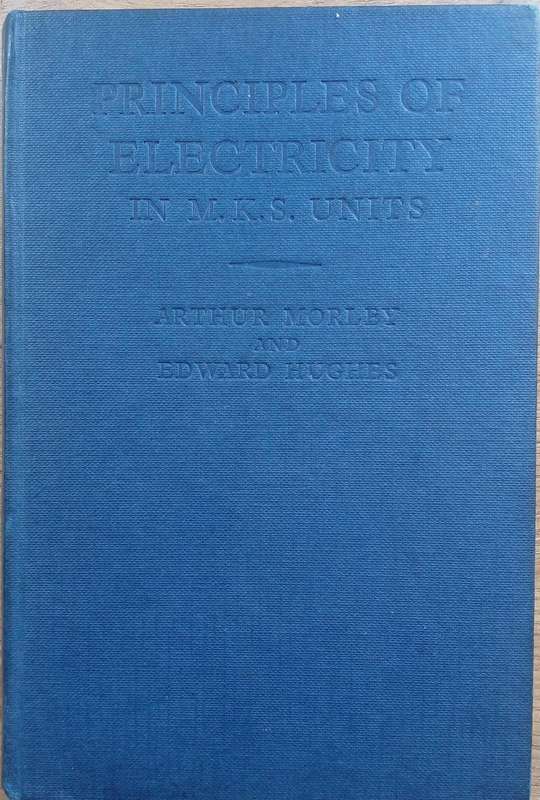 PRINCIPLES OF
ELECTRICITY
IN M.K.S. UNITS
ARTHUR MORLEY
AND
EDWARD HUGHES